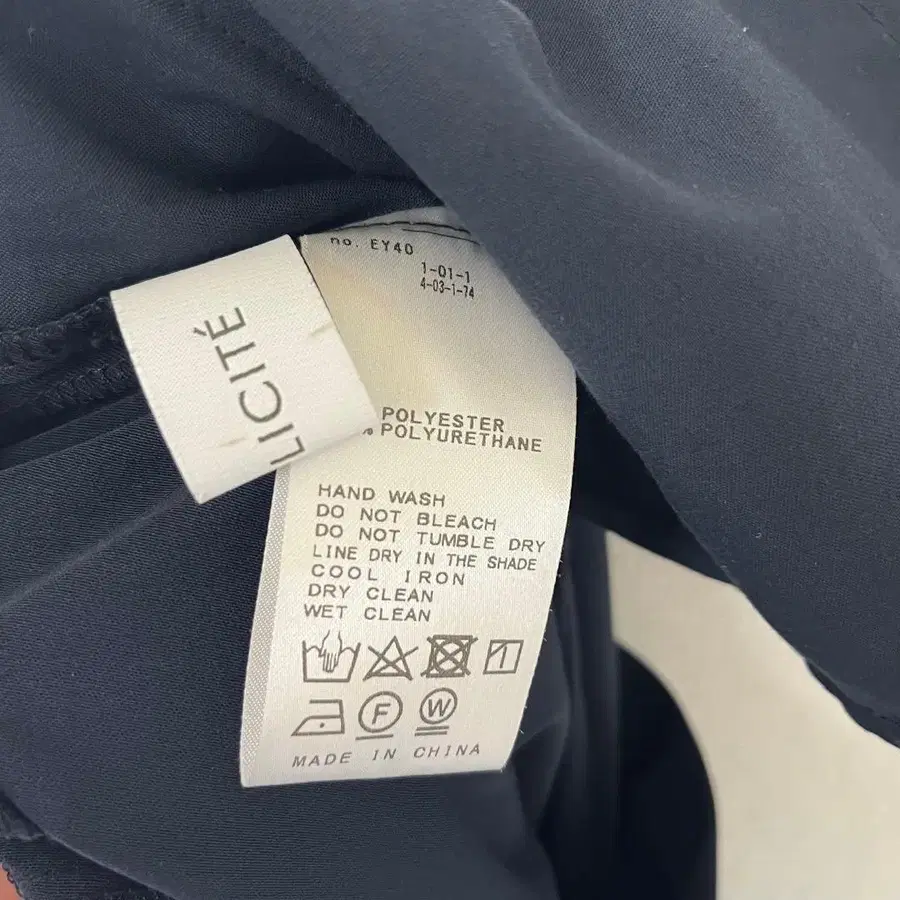 no. EY40
1-01-1
4-03-1-74
LICITÈ
POLYESTER
% POLYURETHANE
HAND WASH
DO NOT BLEACH
DO NOT TUMBLE DRY
LINE DRY IN THE SHADE
COOL IRON
DRY CLEAN
WET CLEAN
F
W
MADE IN CHINA